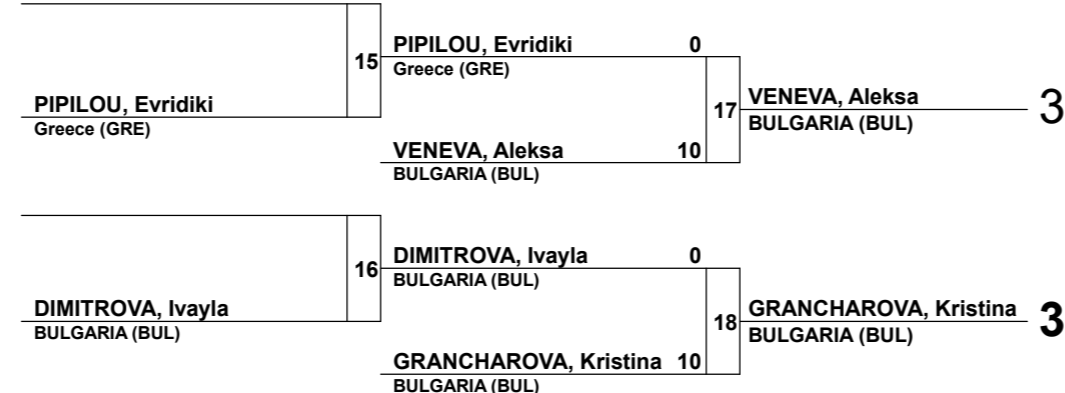 15
PIPILOU, Evridiki 0
Greece (GRE)
PIPILOU, Evridiki
Greece (GRE)
17
VENEVA, Aleksa
BULGARIA (BUL)
3
VENEVA, Aleksa 10
BULGARIA (BUL)
16
DIMITROVA, Ivayla 0
BULGARIA (BUL)
DIMITROVA, Ivayla
BULGARIA (BUL)
18
GRANCHAROVA, Kristina
BULGARIA (BUL)
3
GRANCHAROVA, Kristina 10
BULGARIA (BUL)